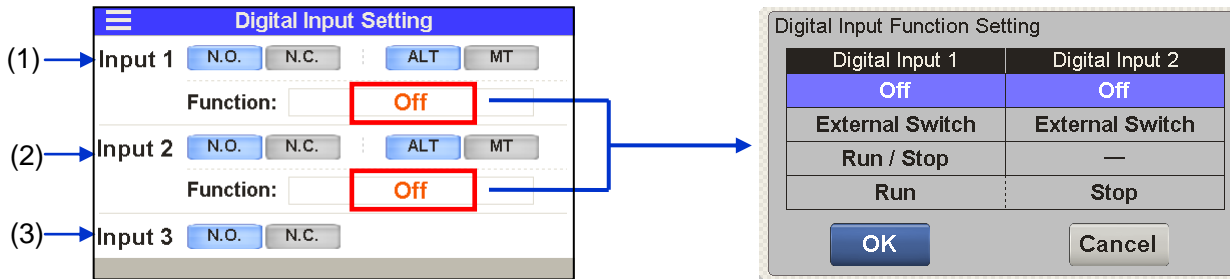 Digital Input Setting
(1) Input 1 N.O. N.C. ALT MT
Function: Off
(2) Input 2 N.O. N.C. ALT MT
Function: Off
(3) Input 3 N.O. N.C.
Digital Input Function Setting
Digital Input 1 Digital Input 2
Off Off
External Switch External Switch
Run / Stop —
Run Stop
OK Cancel